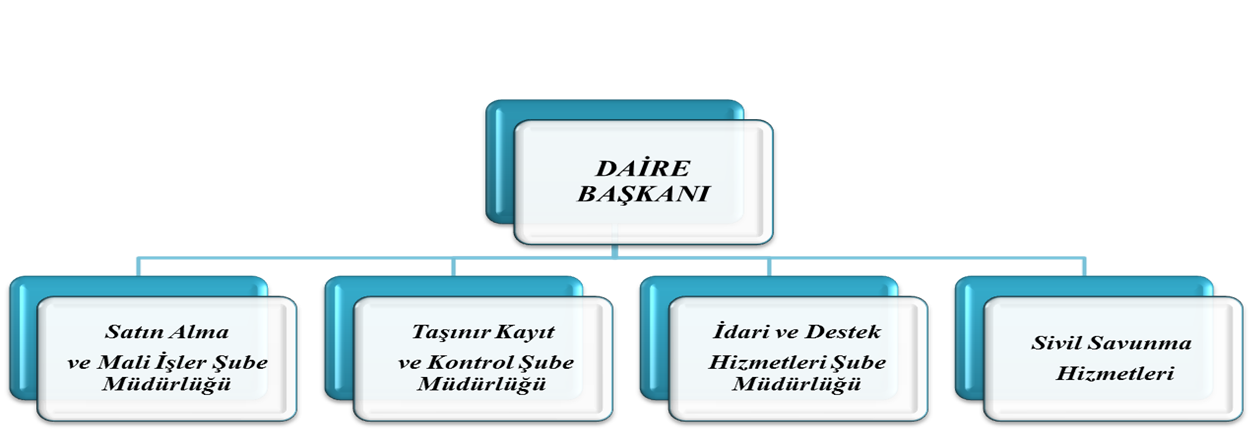 DAİRE
BAŞKANI
Satın Alma
ve Mali İşler Şube
Müdürlüğü
Taşınır Kayıt
ve Kontrol Şube
Müdürlüğü
İdari ve Destek
Hizmetleri Şube
Müdürlüğü
Sivil Savunma
Hizmetleri